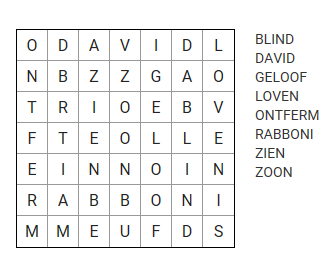 O D A V I D L
N B Z Z G A O
T R I O E B V
F T E O L L E
E I N N O I N
R A B B O N I
M M E U F D S
BLIND
DAVID
GELOOF
LOVEN
ONTFERM
RABBONI
ZIEN
ZOON